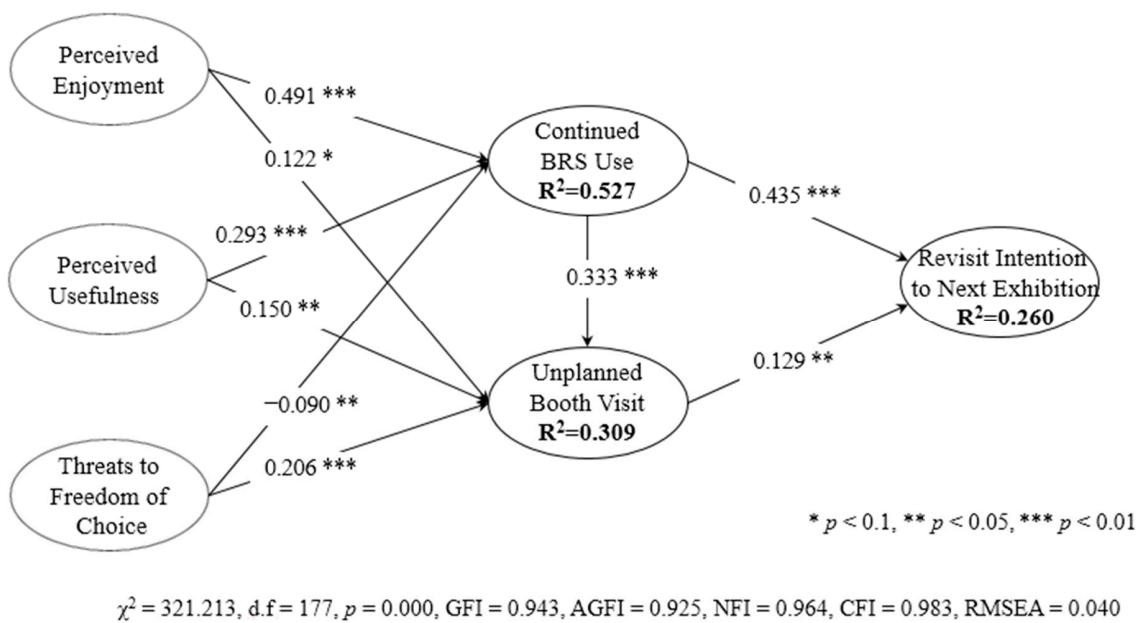 Perceived
Enjoyment
0.491 ***
0.122 *
Continued
BRS Use
R²=0.527
0.435 ***
0.293 ***
Perceived
Usefulness
0.150 **
0.333 ***
Revisit Intention
to Next Exhibition
R²=0.260
0.129 **
Unplanned
Booth Visit
R²=0.309
−0.090 **
0.206 ***
Threats to
Freedom of
Choice
* p < 0.1, ** p < 0.05, *** p < 0.01
χ² = 321.213, d.f = 177, p = 0.000, GFI = 0.943, AGFI = 0.925, NFI = 0.964, CFI = 0.983, RMSEA = 0.040